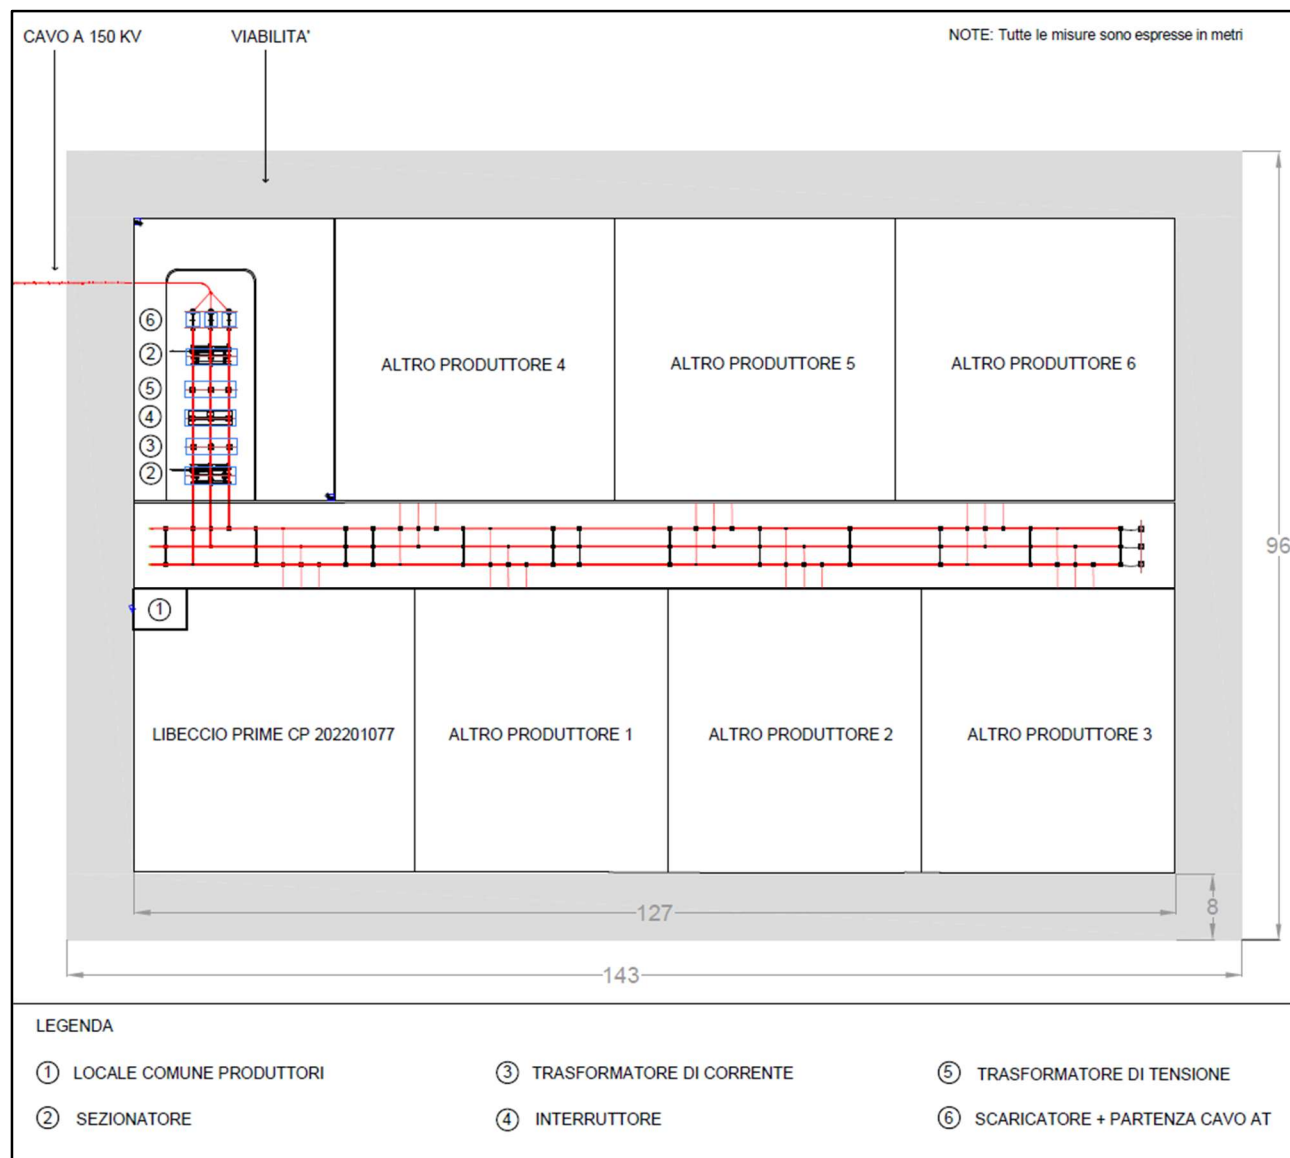 CAVO A 150 KV
VIABILITA'
NOTE: Tutte le misure sono espresse in metri
6
2
5
4
3
2
ALTRO PRODUTTORE 4
ALTRO PRODUTTORE 5
ALTRO PRODUTTORE 6
96
1
LIBECCIO PRIME CP 202201077
ALTRO PRODUTTORE 1
ALTRO PRODUTTORE 2
ALTRO PRODUTTORE 3
127
8
143
LEGENDA
1 LOCALE COMUNE PRODUTTORI
2 SEZIONATORE
3 TRASFORMATORE DI CORRENTE
4 INTERRUTTORE
5 TRASFORMATORE DI TENSIONE
6 SCARICATORE + PARTENZA CAVO AT